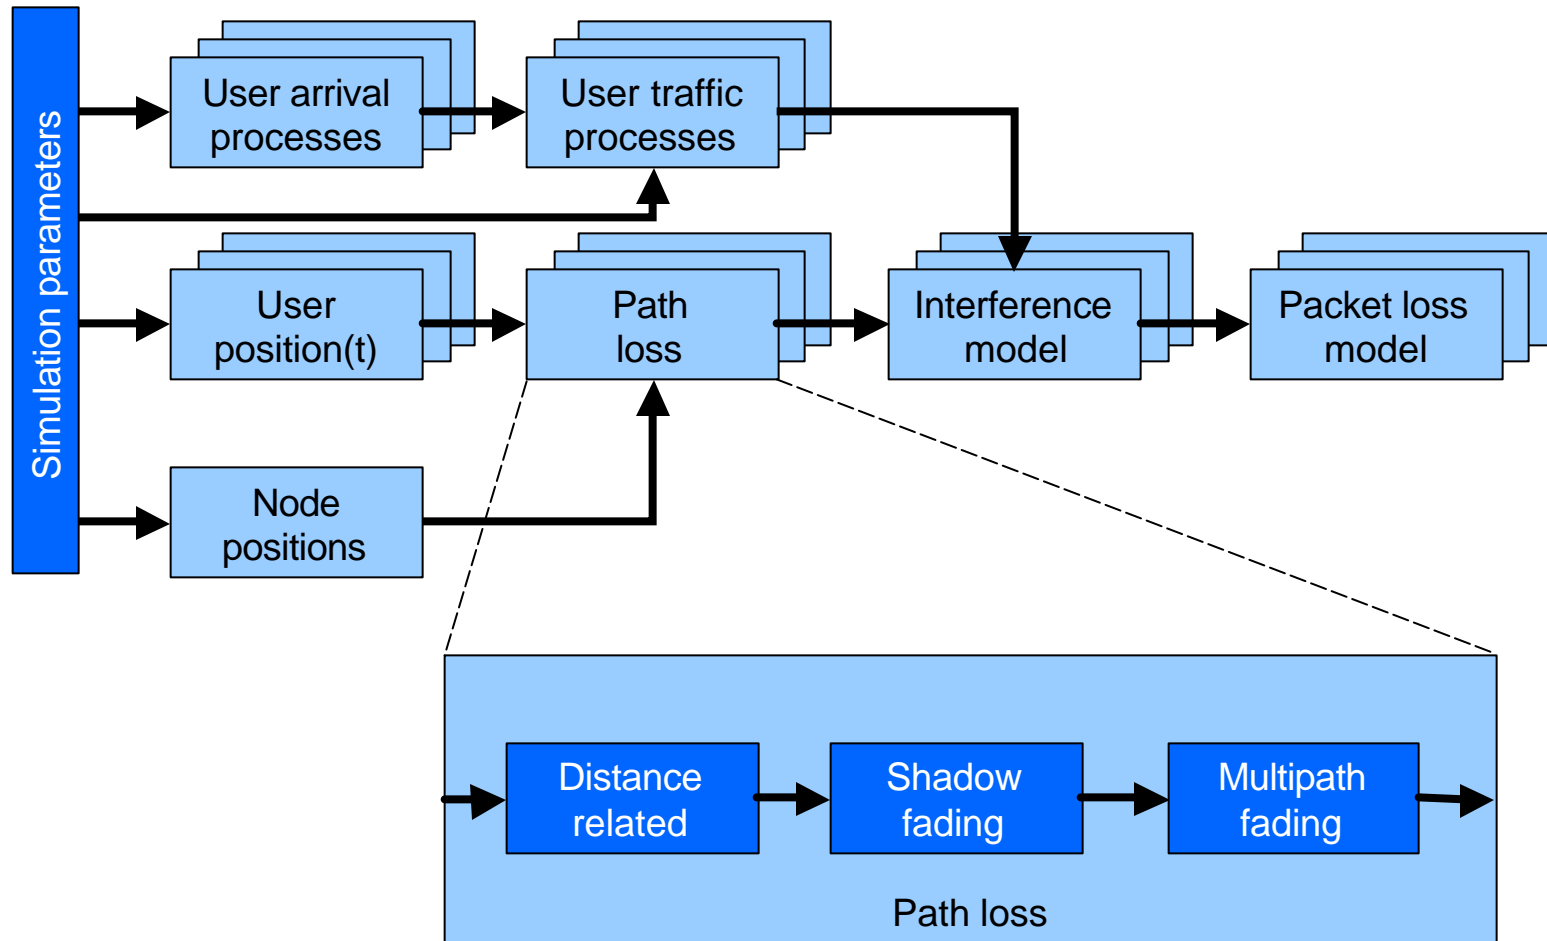 Simulation parameters
User arrival
processes
User traffic
processes
User
position(t)
Path
loss
Interference
model
Packet loss
model
Node
positions
Distance
related
Shadow
fading
Multipath
fading
Path loss